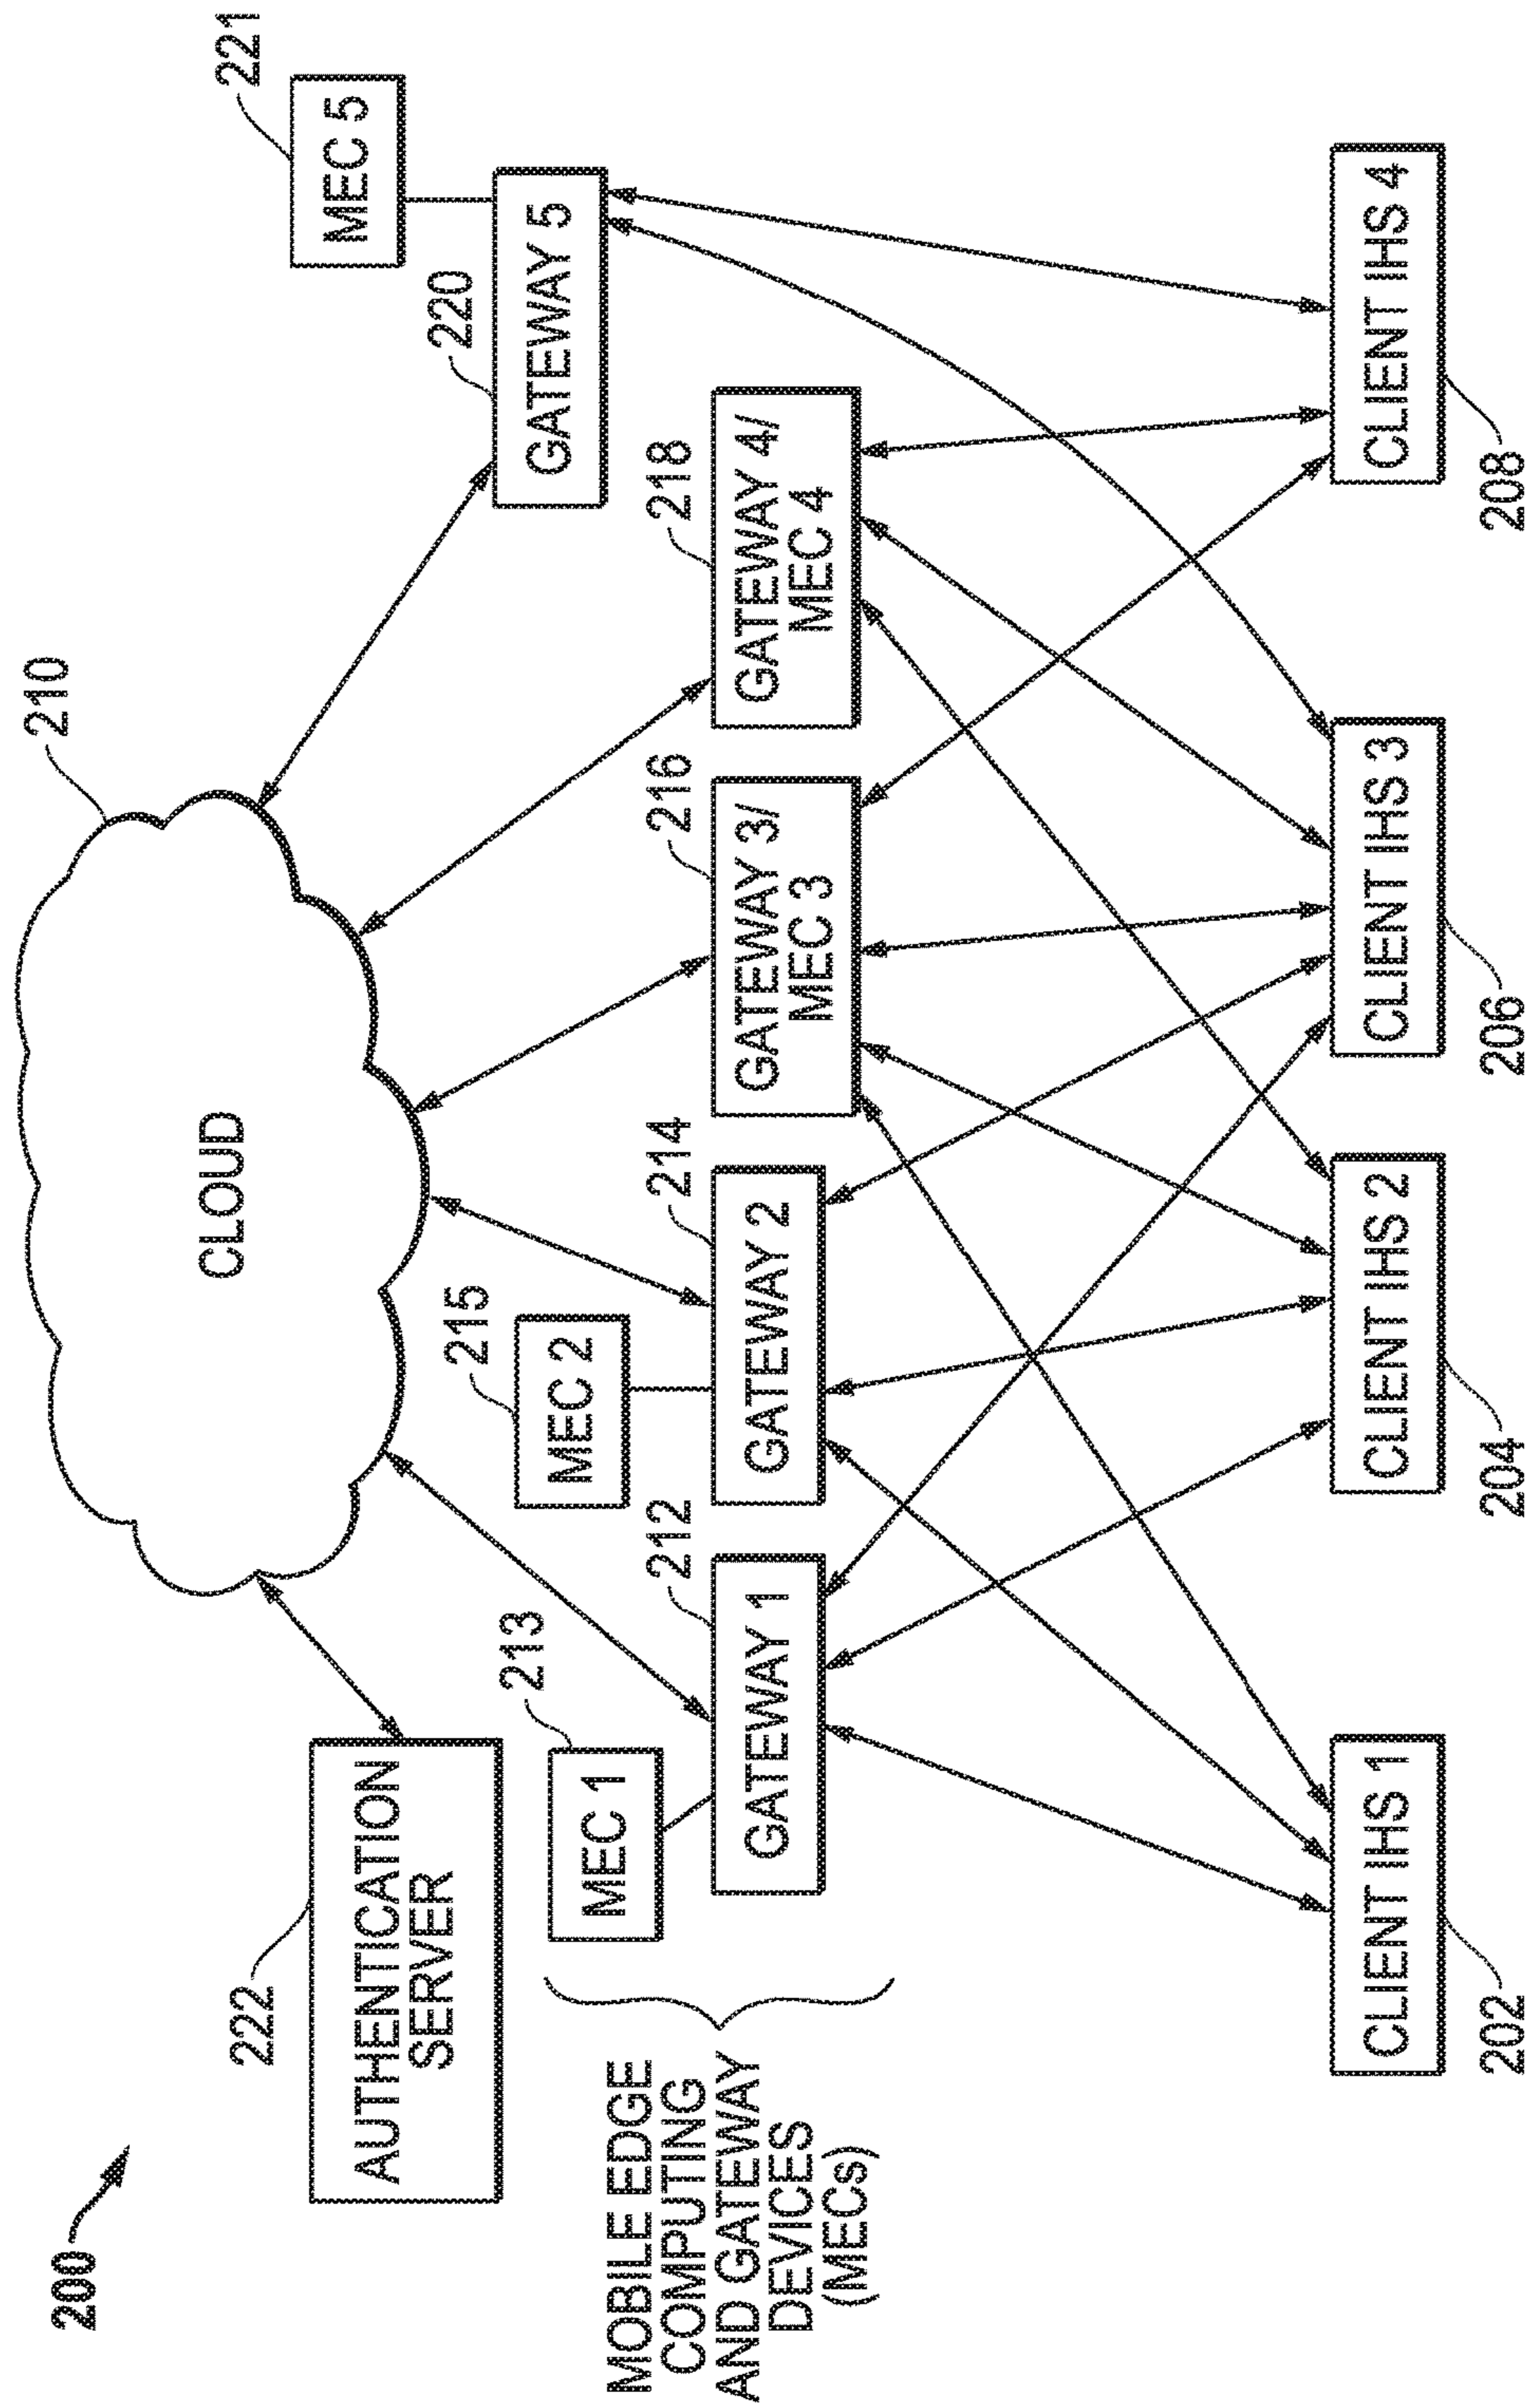 200
210
CLOUD
221
MEC 5
222
AUTHENTICATION
SERVER
220
GATEWAY 5
213
MEC 1
215
MEC 2
212
GATEWAY 1
214
GATEWAY 2
216
GATEWAY 3/
MEC 3
218
GATEWAY 4/
MEC 4
MOBILE EDGE
COMPUTING
AND GATEWAY
DEVICES
(MECs)
CLIENT IHS 1
202
CLIENT IHS 2
204
CLIENT IHS 3
206
CLIENT IHS 4
208